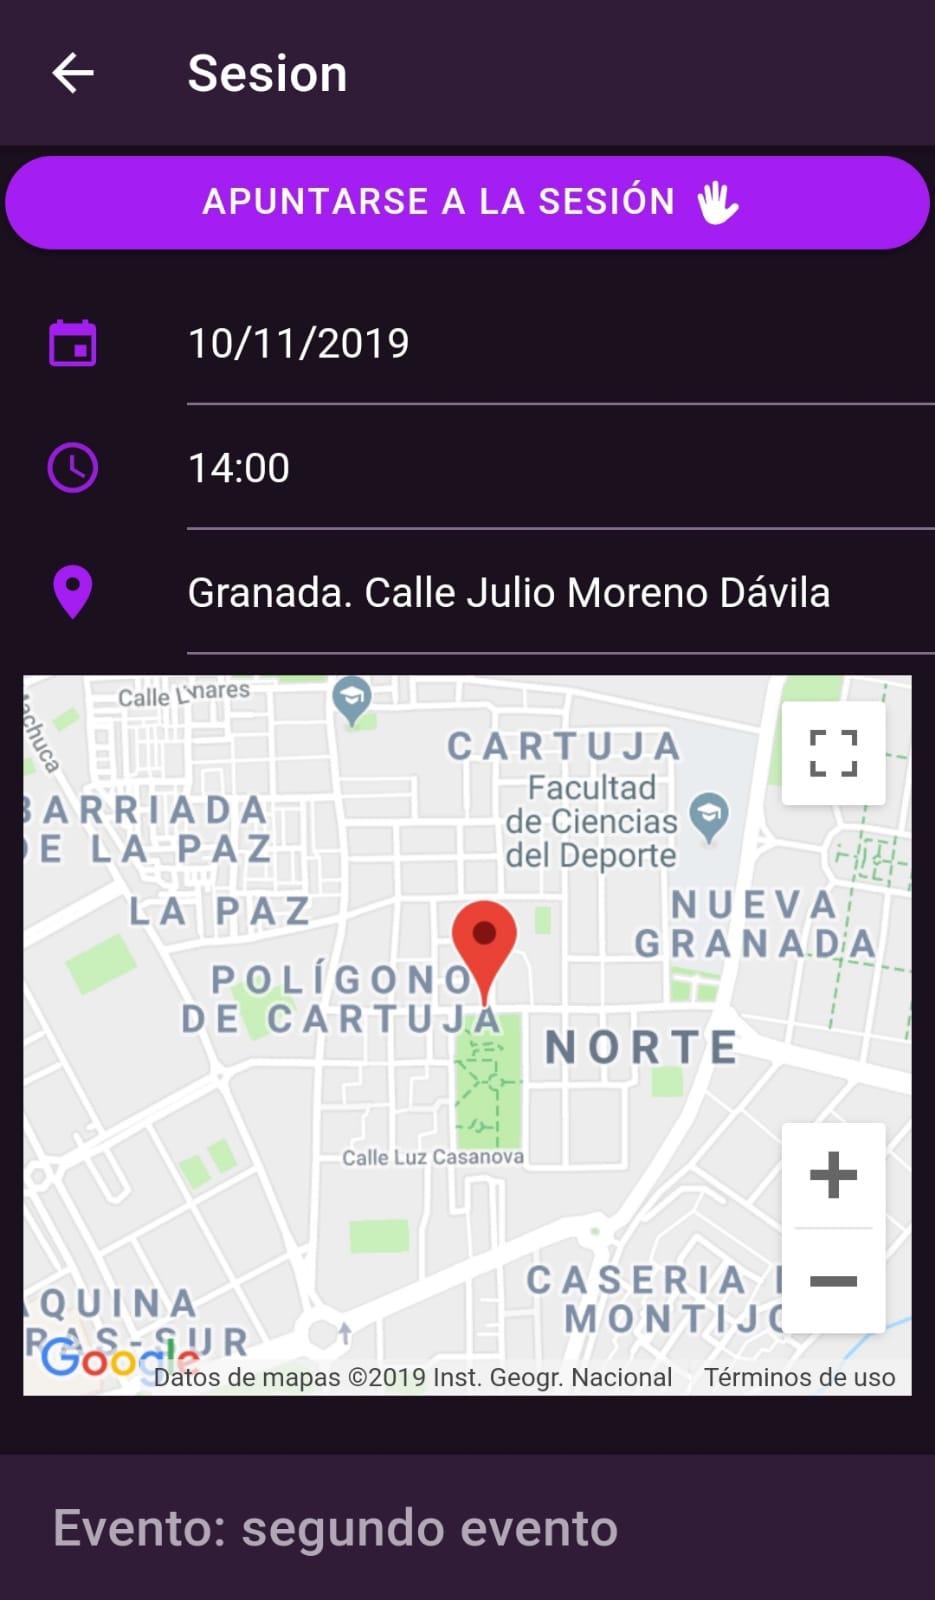 Sesion
APUNTARSE A LA SESIÓN
10/11/2019
14:00
Granada. Calle Julio Moreno Dávila
Calle Linares
CARTUJA
Facultad
de Ciencias
del Deporte
BARRIADA
DE LA PAZ
LA PAZ
NUEVA
GRANADA
POLÍGONO
DE CARTUJA
NORTE
Calle Luz Casanova
CASERIA
MONTIJO
QUINA
RAS-SUR
Google
Datos de mapas ©2019 Inst. Geogr. Nacional
Términos de uso
Evento: segundo evento